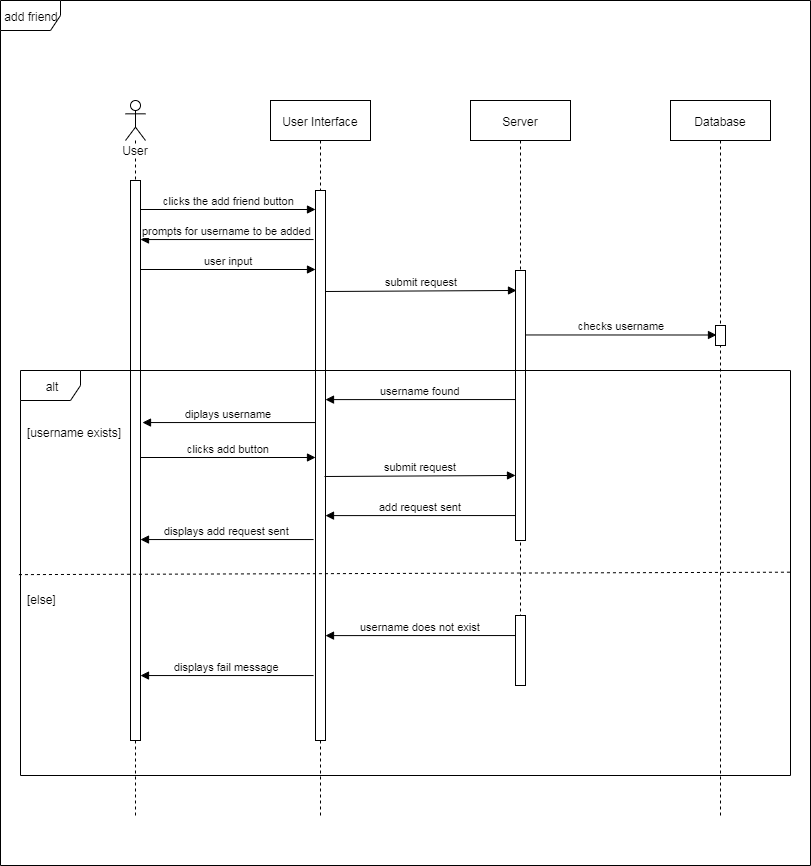 add friend
User
User Interface
Server
Database
clicks the add friend button
prompts for username to be added
user input
submit request
checks username
alt
username found
diplays username
[username exists]
clicks add button
submit request
add request sent
displays add request sent
[else]
username does not exist
displays fail message